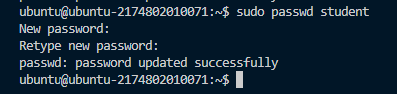 ubuntu@ubuntu-2174802010071:~$ sudo passwd student
New password:
Retype new password:
passwd: password updated successfully
ubuntu@ubuntu-2174802010071:~$